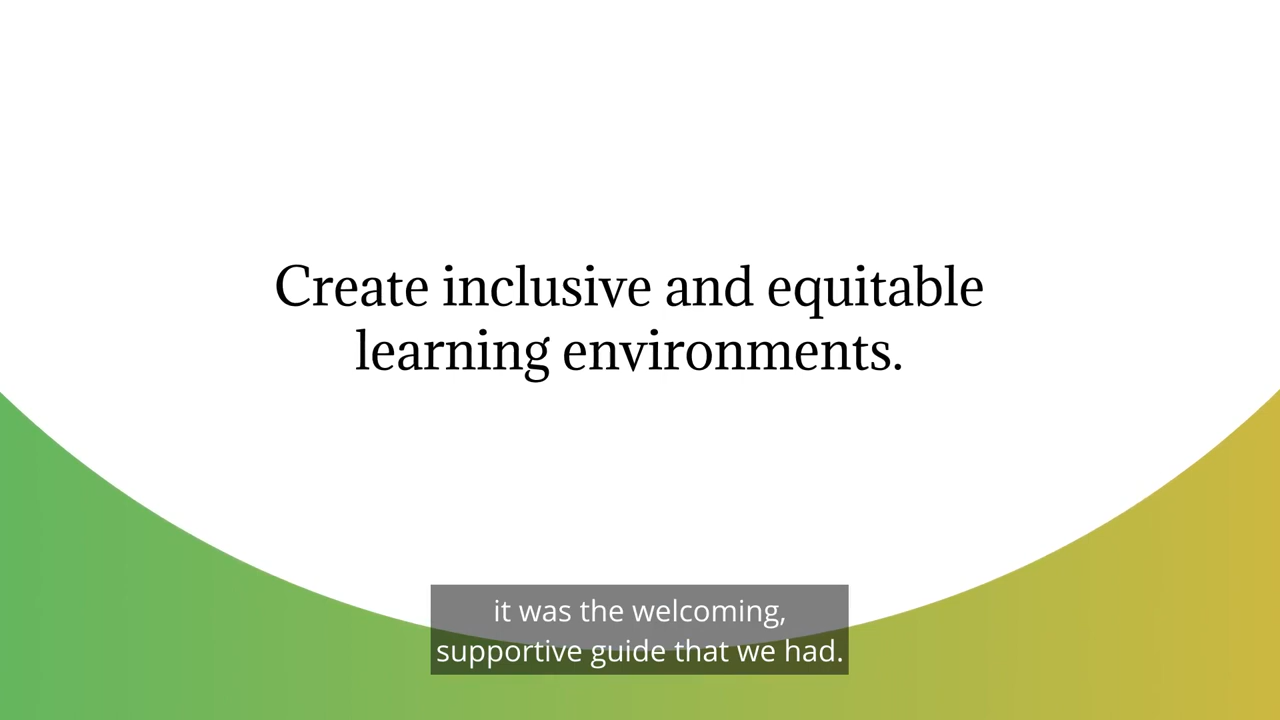 Create inclusive and equitable
learning environments.
it was the welcoming,
supportive guide that we had.